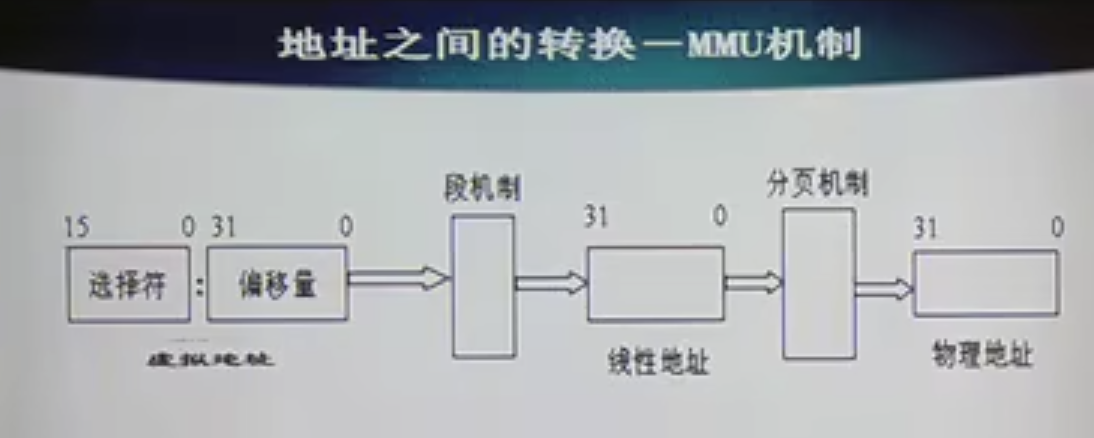 地址之间的转换—MMU机制
段机制
分页机制
15 0 31 0
31 0
31 0
选择符 : 偏移量
虚拟地址
线性地址
物理地址